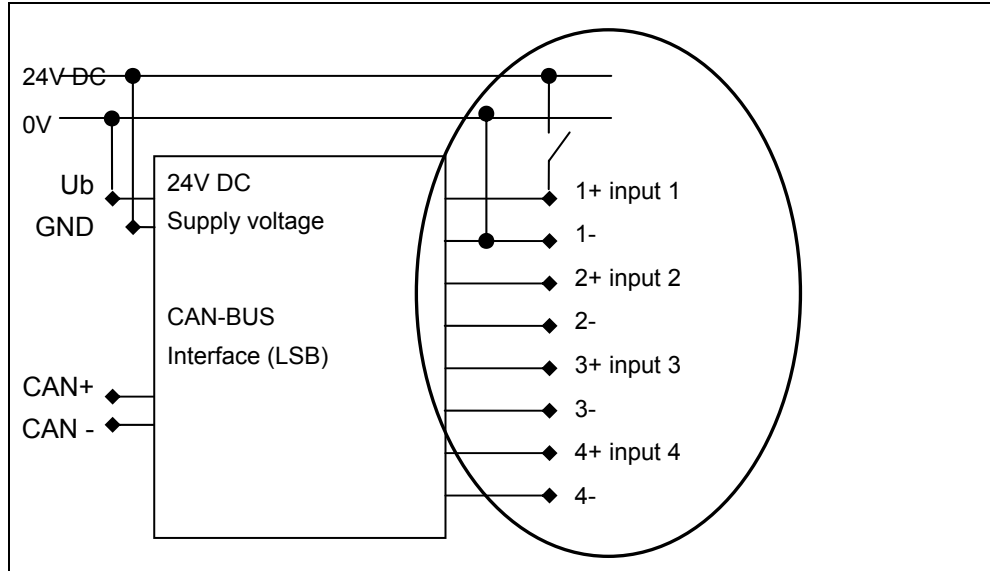 24V DC
0V
Ub
GND
24V DC
Supply voltage
CAN-BUS
Interface (LSB)
CAN+
CAN -
1+ input 1
1-
2+ input 2
2-
3+ input 3
3-
4+ input 4
4-